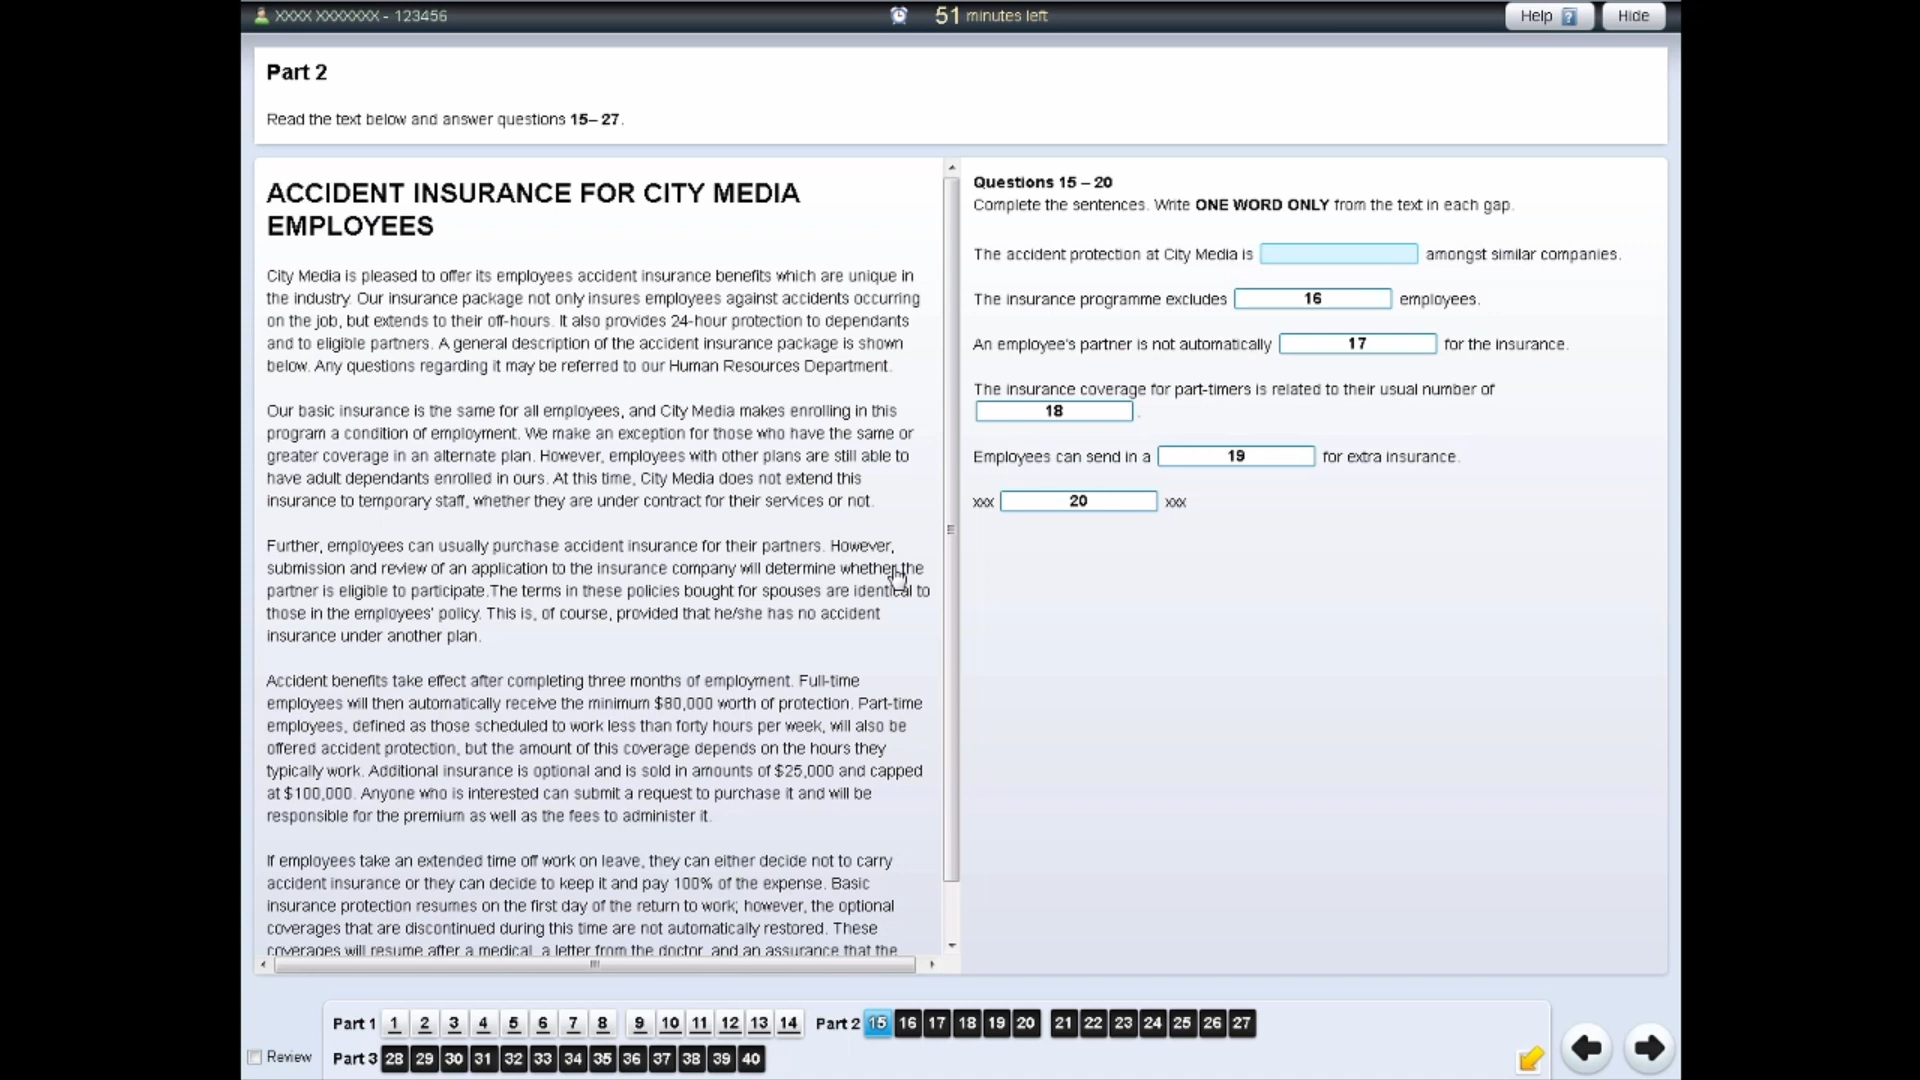 XXXX XXXXXXX - 123456
51 minutes left
Help ?
Hide
Part 2
Read the text below and answer questions 15– 27.
ACCIDENT INSURANCE FOR CITY MEDIA
EMPLOYEES
City Media is pleased to offer its employees accident insurance benefits which are unique in
the industry. Our insurance package not only insures employees against accidents occurring
on the job, but extends to their off-hours. It also provides 24-hour protection to dependants
and to eligible partners. A general description of the accident insurance package is shown
below. Any questions regarding it may be referred to our Human Resources Department.
Our basic insurance is the same for all employees, and City Media makes enrolling in this
program a condition of employment. We make an exception for those who have the same or
greater coverage in an alternate plan. However, employees with other plans are still able to
have adult dependants enrolled in ours. At this time, City Media does not extend this
insurance to temporary staff, whether they are under contract for their services or not.
Further, employees can usually purchase accident insurance for their partners. However,
submission and review of an application to the insurance company will determine whether the
partner is eligible to participate.The terms in these policies bought for spouses are identical to
those in the employees' policy. This is, of course, provided that he/she has no accident
insurance under another plan.
Accident benefits take effect after completing three months of employment. Full-time
employees will then automatically receive the minimum $80,000 worth of protection. Part-time
employees, defined as those scheduled to work less than forty hours per week, will also be
offered accident protection, but the amount of this coverage depends on the hours they
typically work. Additional insurance is optional and is sold in amounts of $25,000 and capped
at $100,000. Anyone who is interested can submit a request to purchase it and will be
responsible for the premium as well as the fees to administer it.
If employees take an extended time off work on leave, they can either decide not to carry
accident insurance or they can decide to keep it and pay 100% of the expense. Basic
insurance protection resumes on the first day of the return to work; however, the optional
coverages that are discontinued during this time are not automatically restored. These
coverages will resume after a medical, a letter from the doctor, and an assurance that the
Questions 15 – 20
Complete the sentences. Write ONE WORD ONLY from the text in each gap.
The accident protection at City Media is amongst similar companies.
The insurance programme excludes 16 employees.
An employee's partner is not automatically 17 for the insurance.
The insurance coverage for part-timers is related to their usual number of
18 .
Employees can send in a 19 for extra insurance.
xxx 20 xxx
Part 1 1 2 3 4 5 6 7 8 9 10 11 12 13 14 Part 2 15 16 17 18 19 20 21 22 23 24 25 26 27
Review
Part 3 28 29 30 31 32 33 34 35 36 37 38 39 40